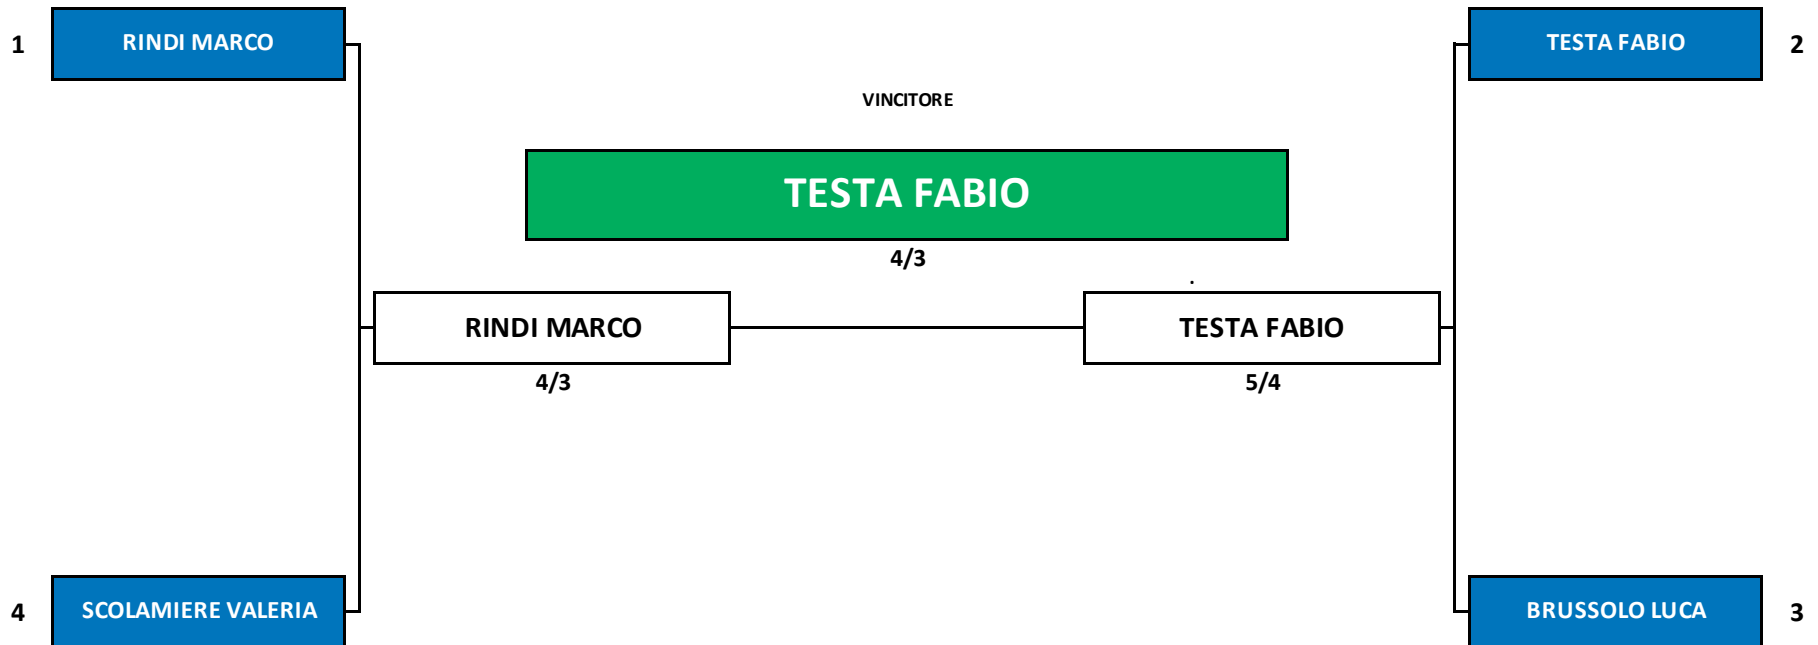 1 RINDI MARCO TESTA FABIO 2
VINCITORE
TESTA FABIO
4/3
.
RINDI MARCO TESTA FABIO
4/3 5/4
4 SCOLAMIERE VALERIA BRUSSOLO LUCA 3